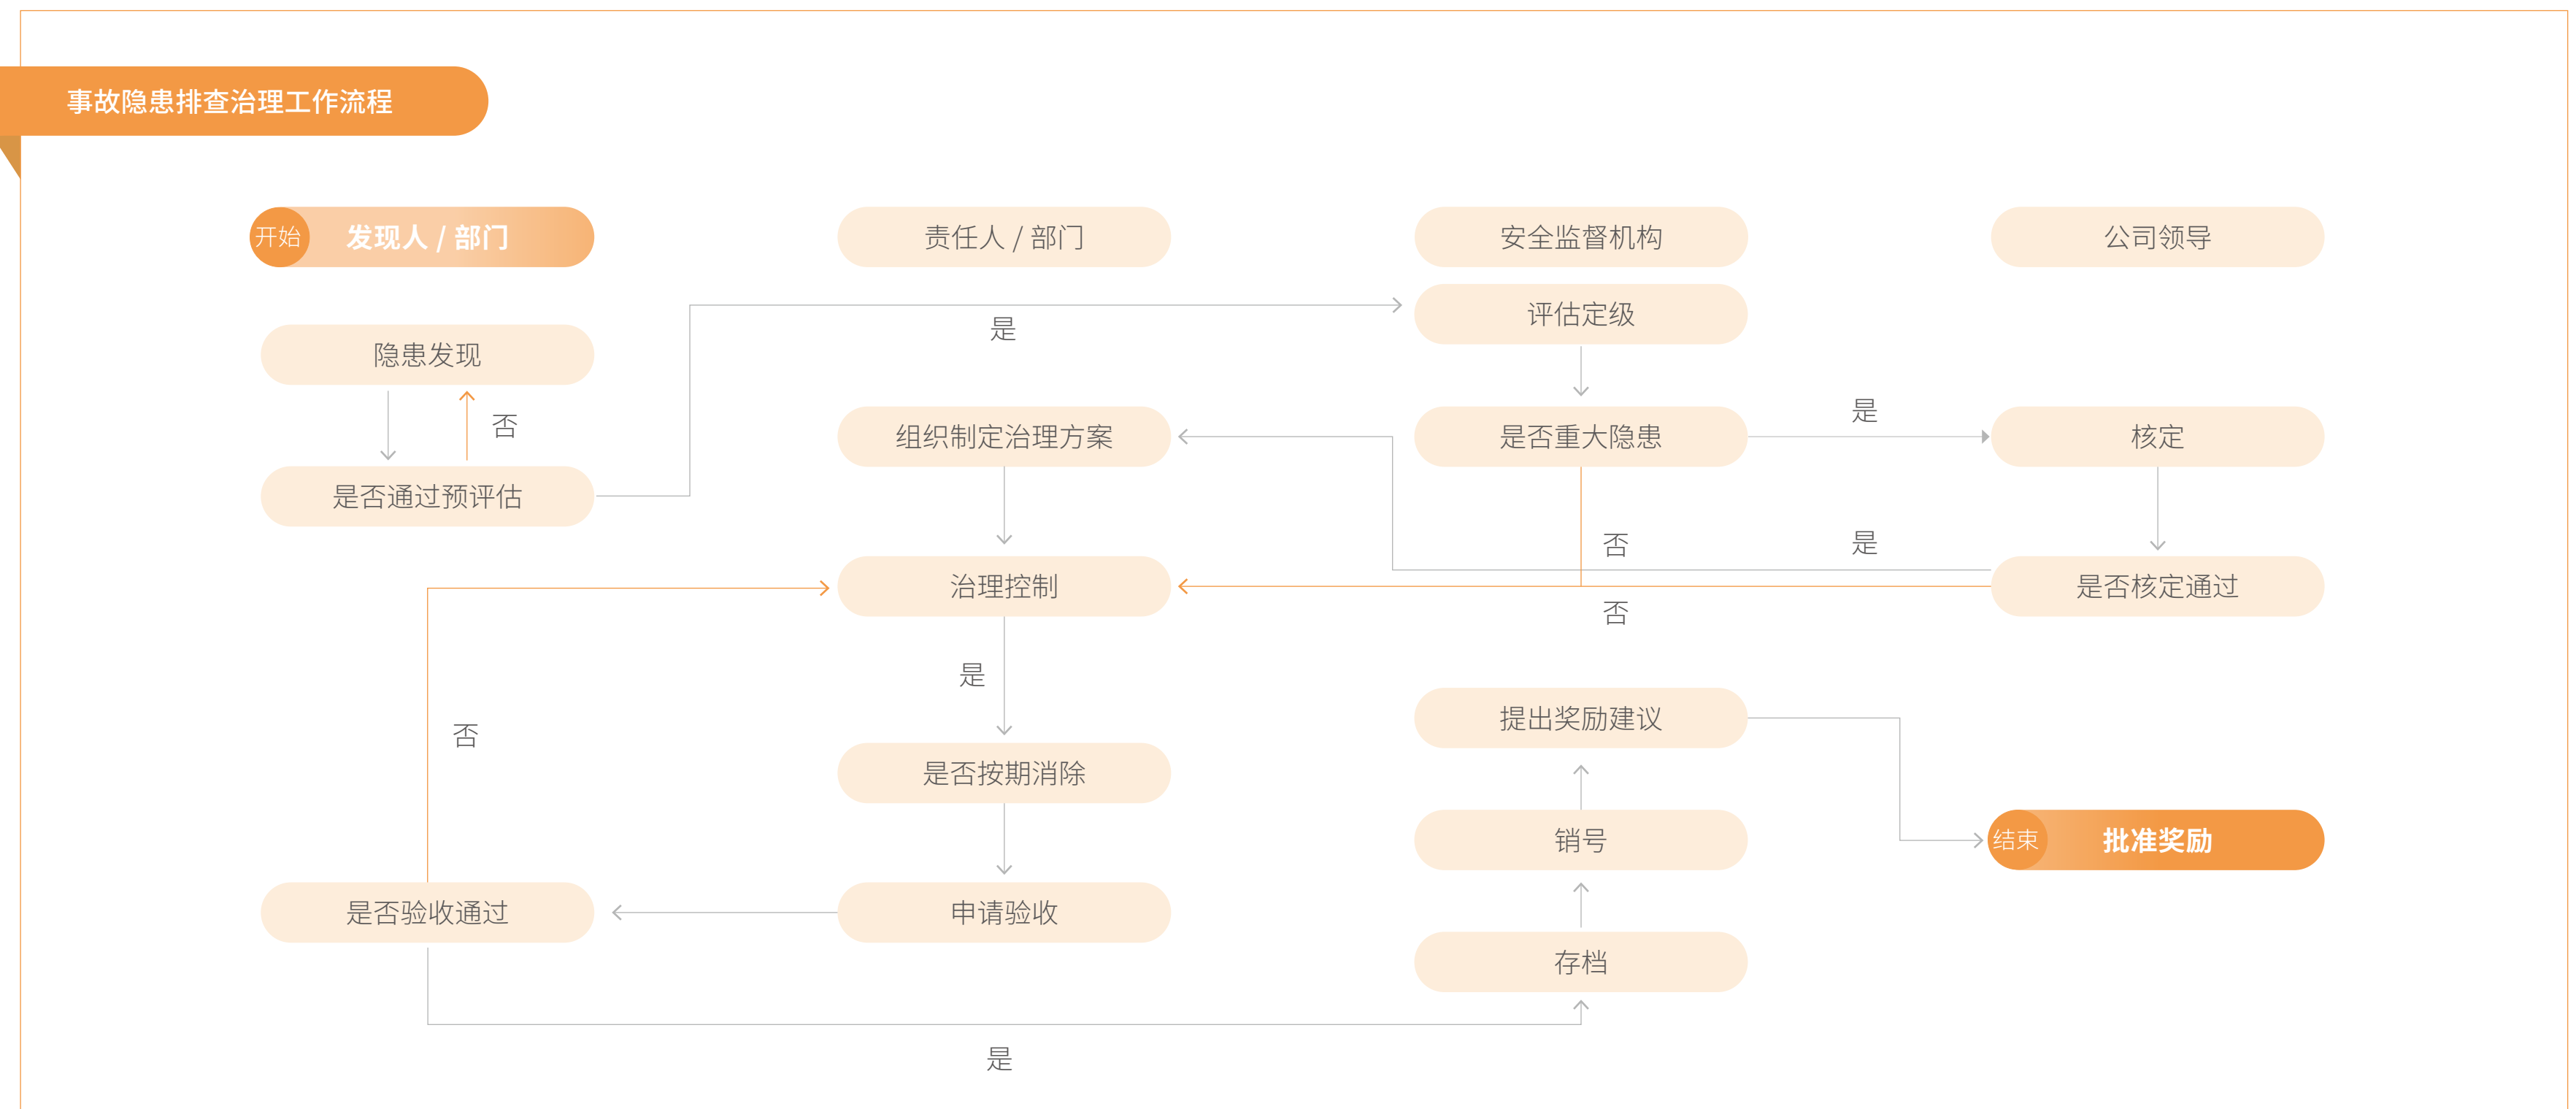 事故隐患排查治理工作流程
开始 发现人 / 部门
责任人 / 部门
安全监督机构
公司领导
评估定级
是
隐患发现
是
否
组织制定治理方案
是否重大隐患
核定
是否通过预评估
否
是
治理控制
是否核定通过
否
是
提出奖励建议
否
是否按期消除
销号
结束 批准奖励
是否验收通过
申请验收
存档
是